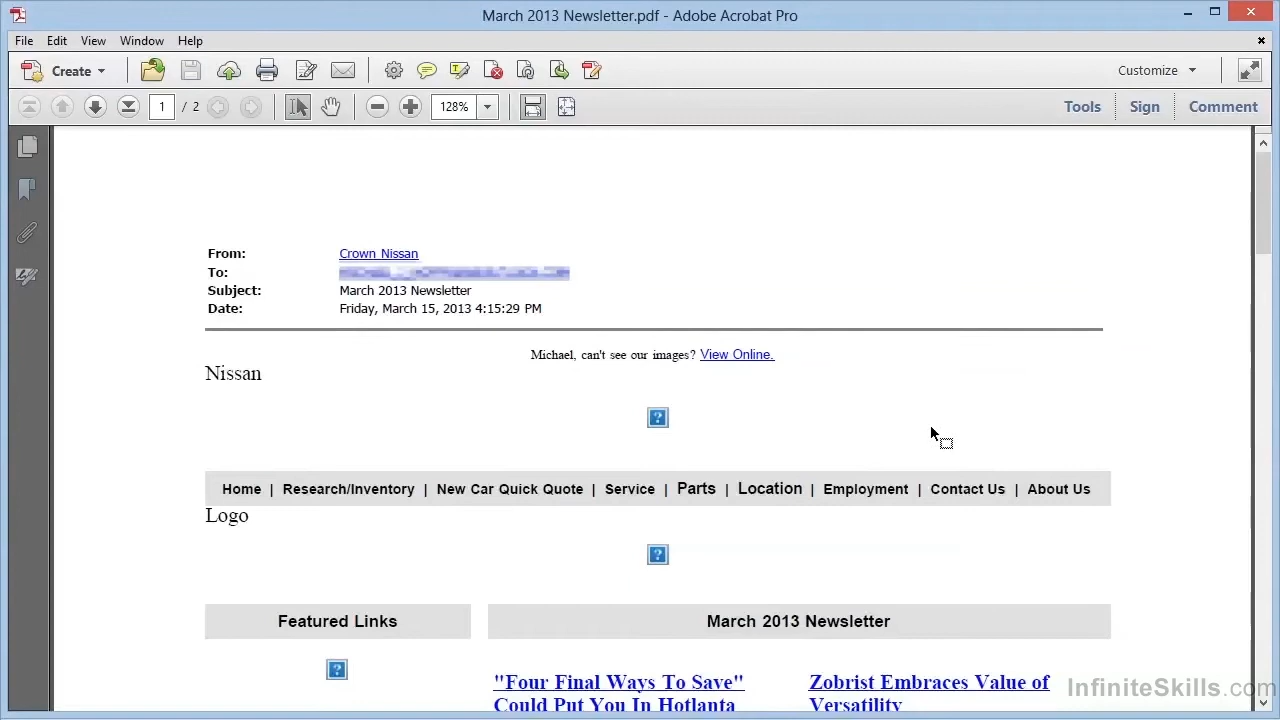 March 2013 Newsletter.pdf - Adobe Acrobat Pro
File Edit View Window Help
Create
Customize
1 / 2
128%
Tools Sign Comment
From: Crown Nissan
To:
Subject: March 2013 Newsletter
Date: Friday, March 15, 2013 4:15:29 PM
Michael, can't see our images? View Online.
Nissan
Home | Research/Inventory | New Car Quick Quote | Service | Parts | Location | Employment | Contact Us | About Us
Logo
Featured Links
March 2013 Newsletter
"Four Final Ways To Save"
Could Put You In Hotlanta
Zobrist Embraces Value of
Versatility
InfiniteSkills.com